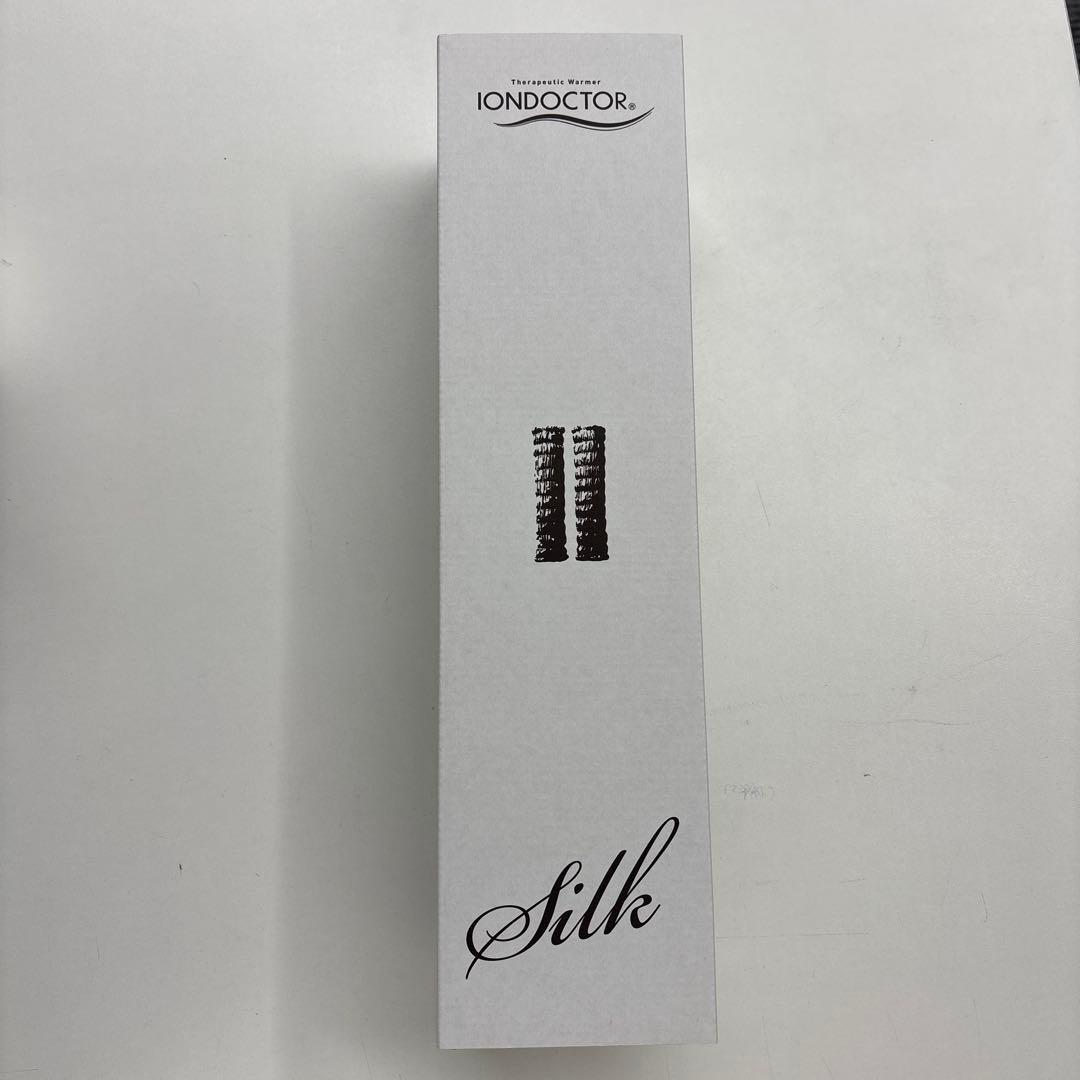 Therapeutic Warmer
IONDOCTOR®
Silk